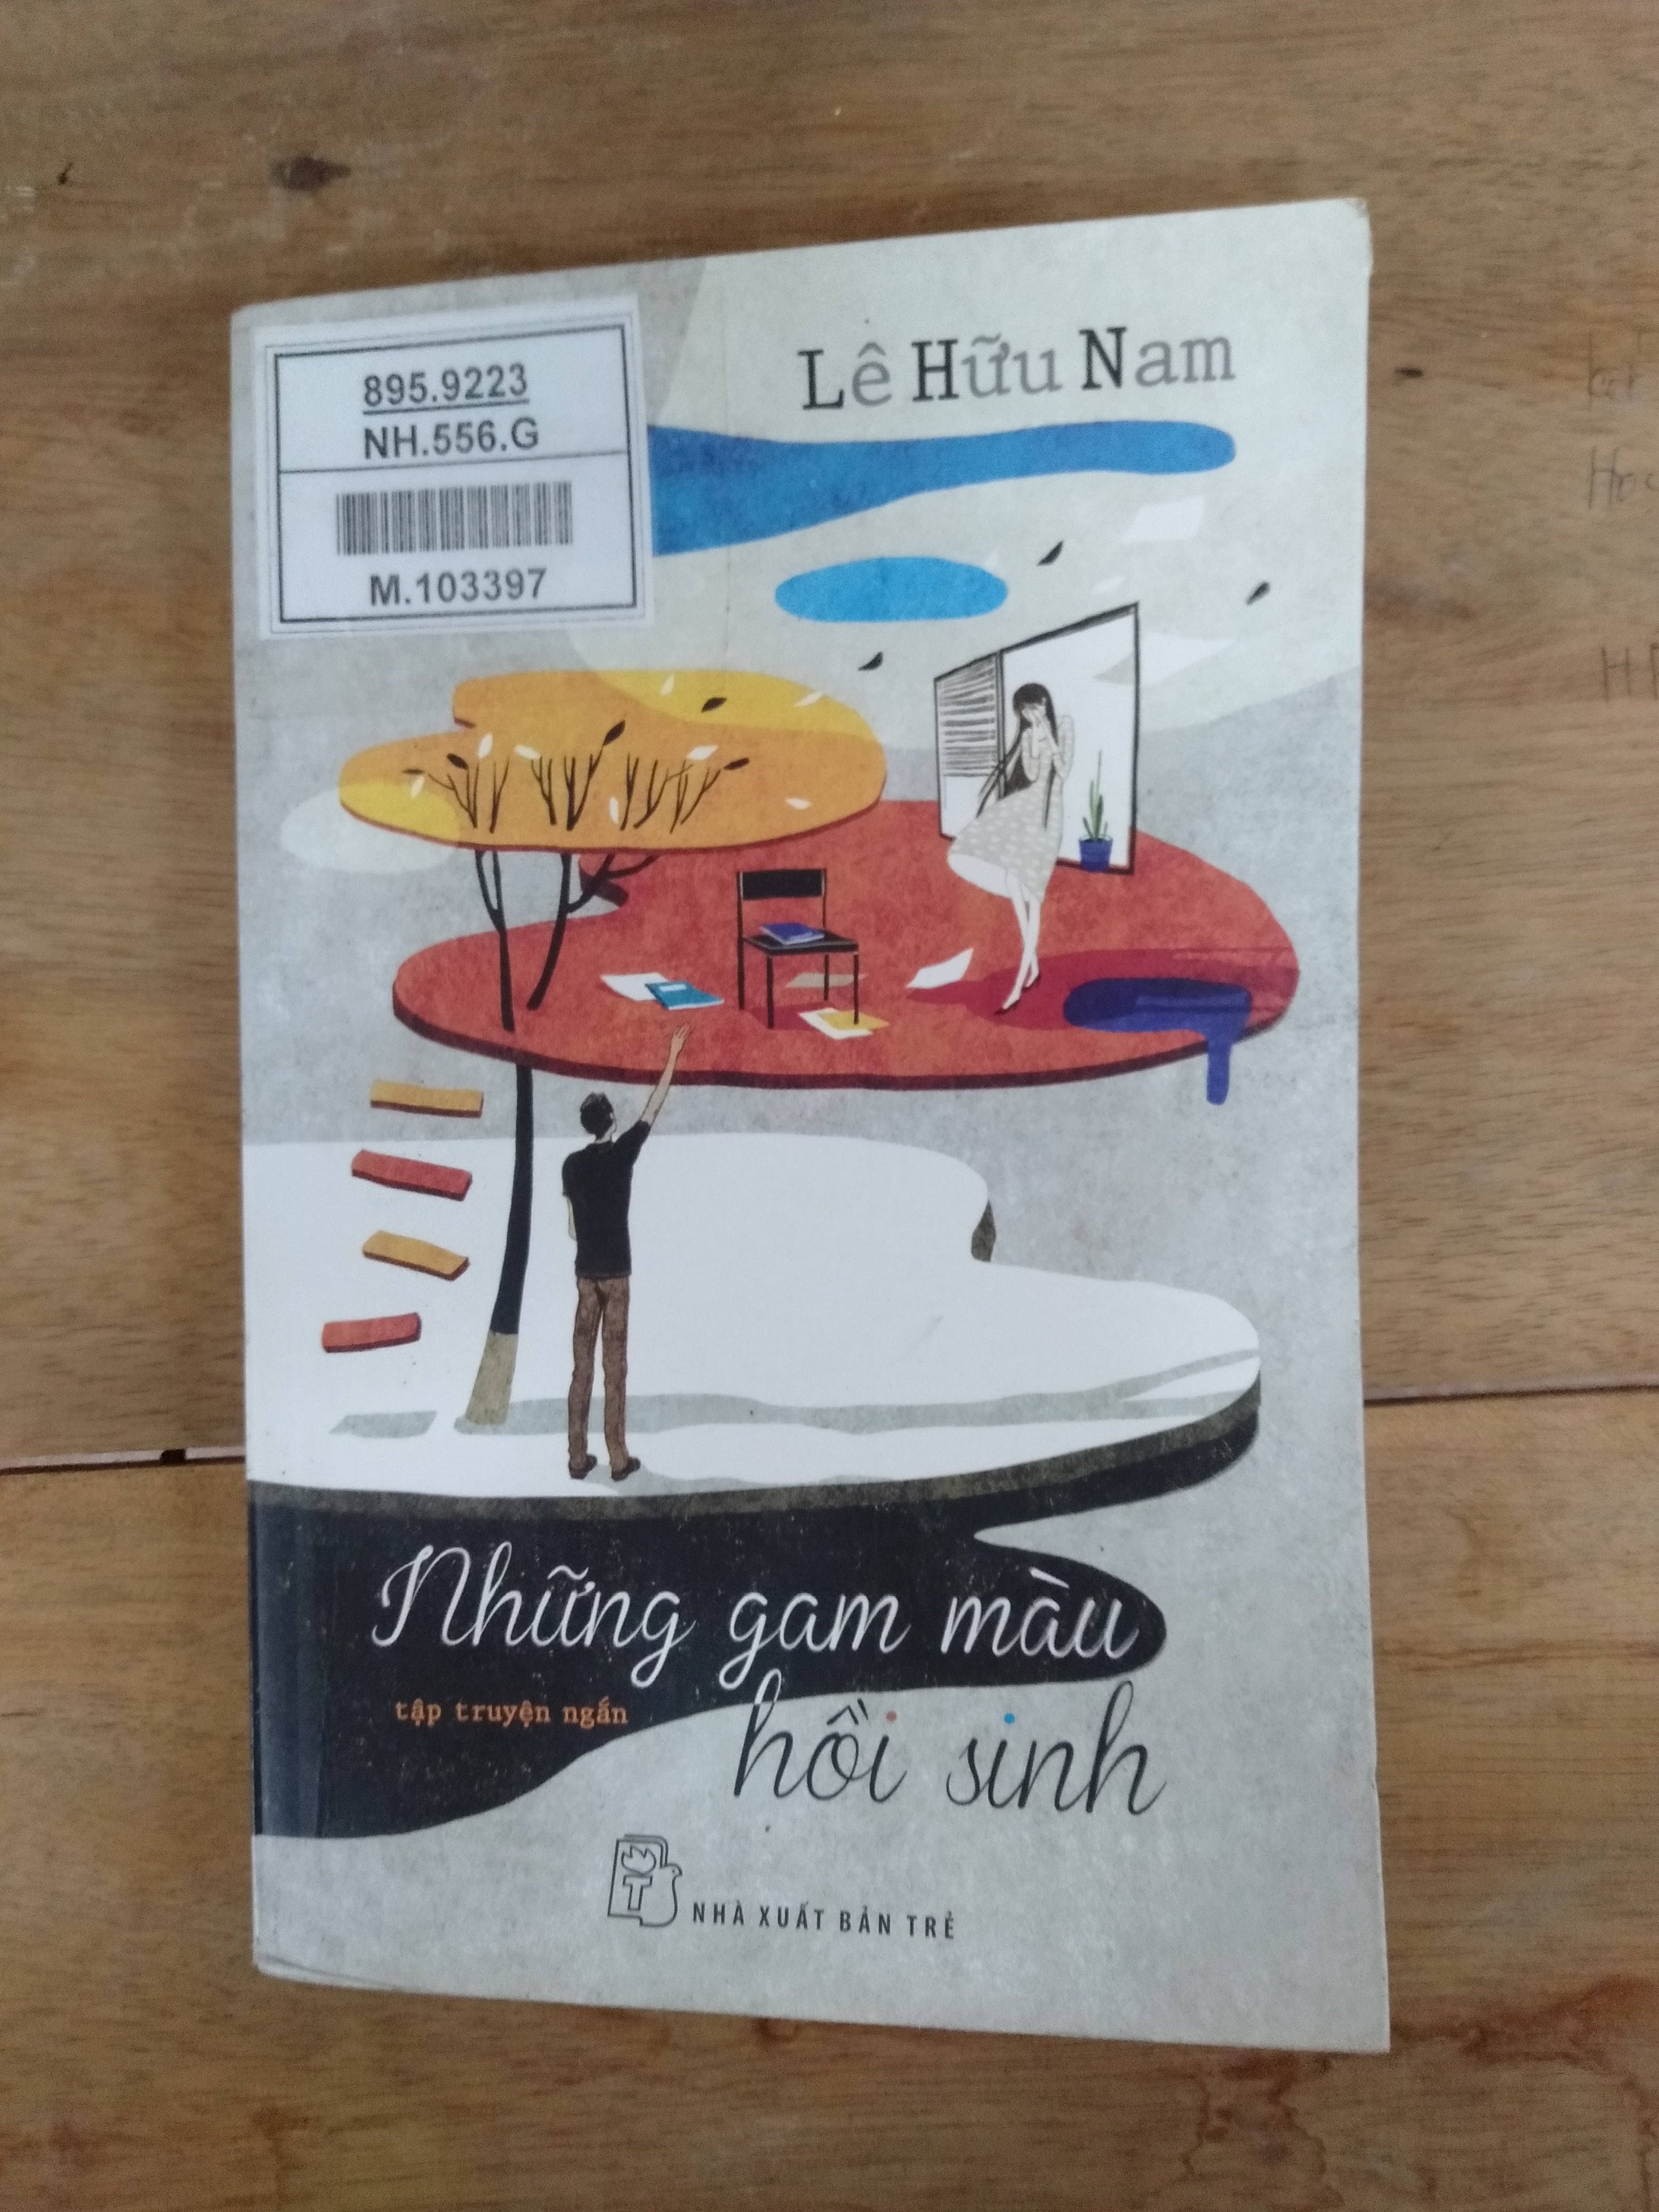 895.9223
NH.556.G
M.103397
Lê Hữu Nam
Những gam màu
hồi sinh
tập truyện ngắn
NHÀ XUẤT BẢN TRẺ